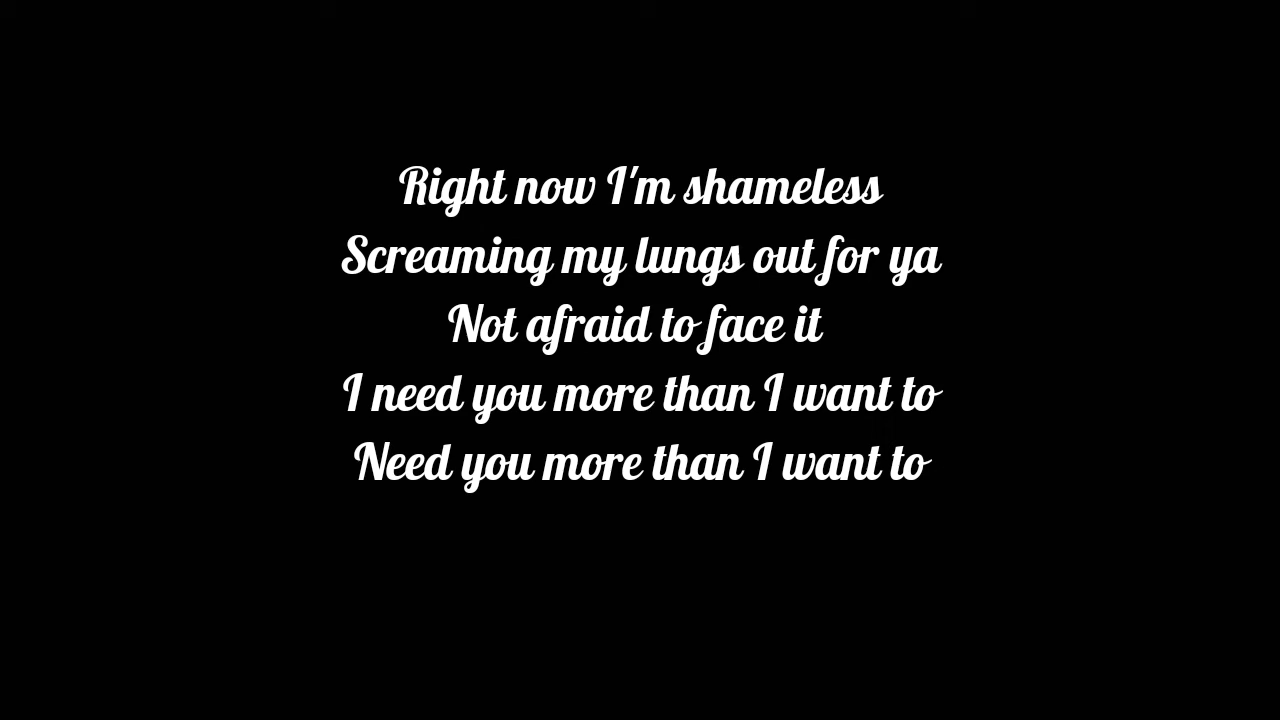 Right now I'm shameless
Screaming my lungs out for ya
Not afraid to face it
I need you more than I want to
Need you more than I want to